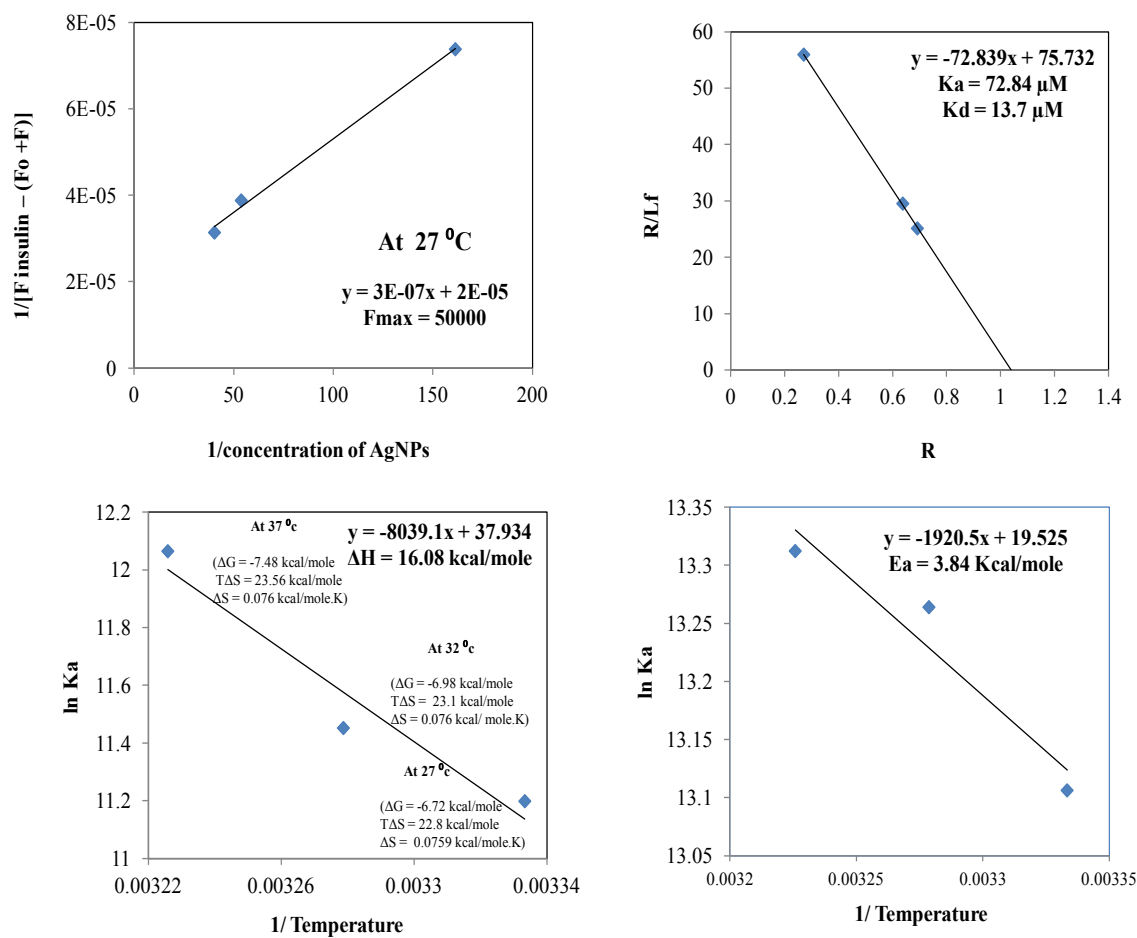 1/[F insulin – (Fo +F)]
8E-05
6E-05
4E-05
2E-05
0
At 27 ⁰C
y = 3E-07x + 2E-05
Fmax = 50000
0 50 100 150 200
1/concentration of AgNPs
R/Lf
60
50
40
30
20
10
0
y = -72.839x + 75.732
Ka = 72.84 µM
Kd = 13.7 µM
0 0.2 0.4 0.6 0.8 1 1.2 1.4
R
ln Ka
12.2
12
11.8
11.6
11.4
11.2
11
y = -8039.1x + 37.934
ΔH = 16.08 kcal/mole
At 37 ⁰c
(ΔG = -7.48 kcal/mole
TΔS = 23.56 kcal/mole
ΔS = 0.076 kcal/mole.K)
At 32 ⁰c
(ΔG = -6.98 kcal/mole
TΔS = 23.1 kcal/mole
ΔS = 0.076 kcal/ mole.K)
At 27 ⁰c
(ΔG = -6.72 kcal/mole
TΔS = 22.8 kcal/mole
ΔS = 0.0759 kcal/mole.K)
0.00322 0.00326 0.0033 0.00334
1/ Temperature
ln Ka
13.35
13.3
13.25
13.2
13.15
13.1
13.05
y = -1920.5x + 19.525
Ea = 3.84 Kcal/mole
0.0032 0.00325 0.0033 0.00335
1/ Temperature